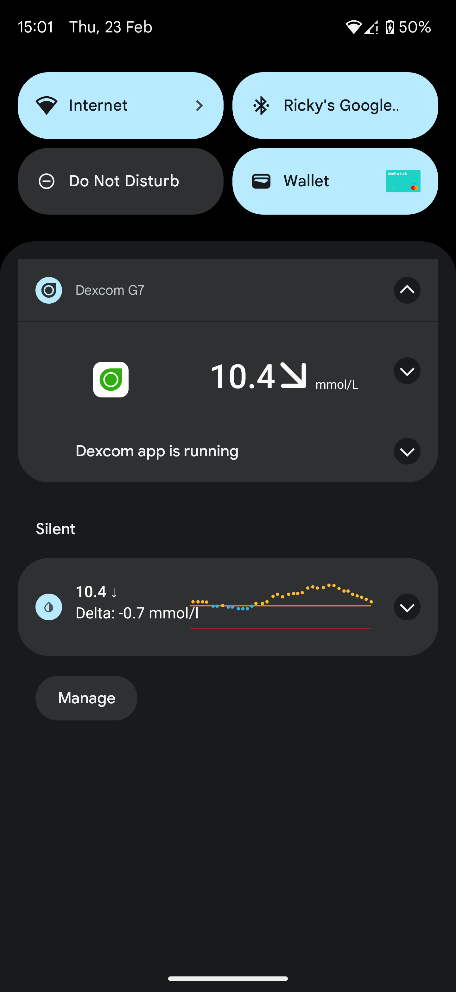 15:01 Thu, 23 Feb 50%
Internet
Ricky's Google..
Do Not Disturb
Wallet
Dexcom G7
10.4 mmol/L
Dexcom app is running
Silent
10.4 ↓
Delta: -0.7 mmol/l
Manage